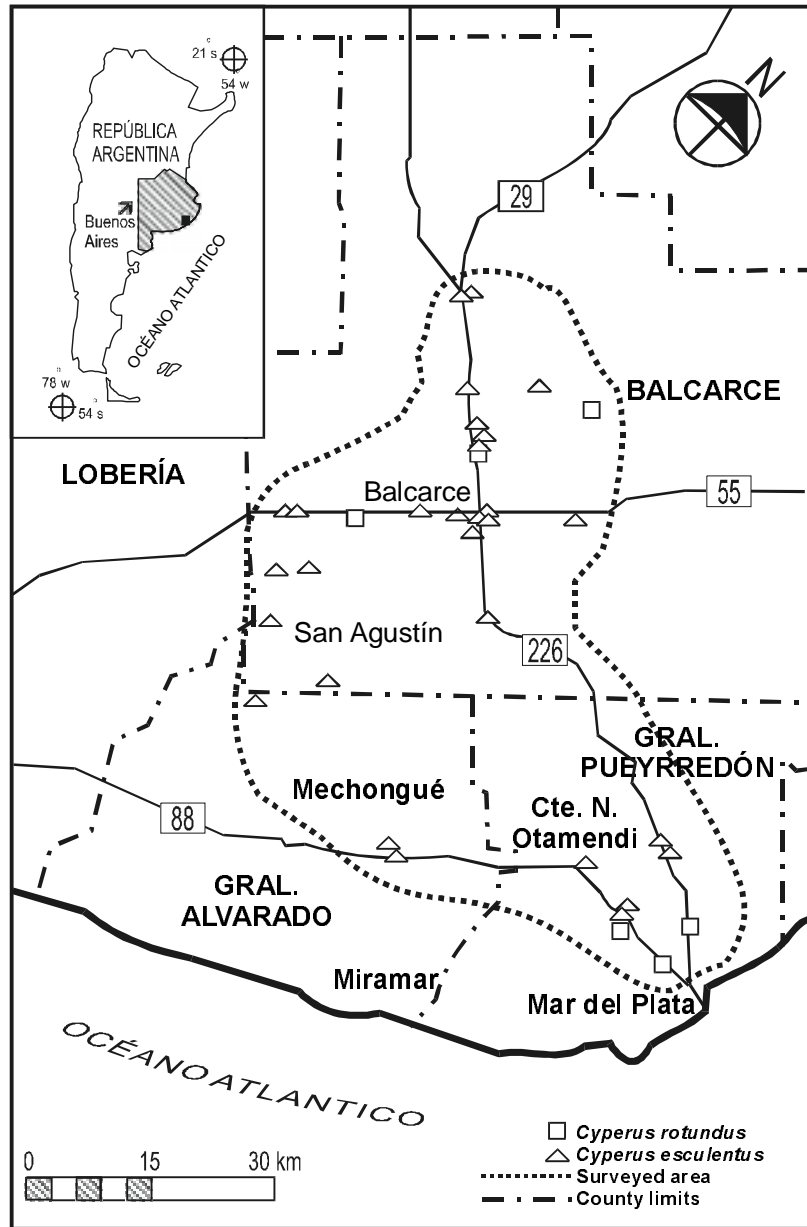 21 s
54 w
REPÚBLICA
ARGENTINA
Buenos
Aires
OCÉANO ATLANTICO
78 w
54 s
N
29
BALCARCE
LOBERÍA
Balcarce
55
San Agustín
226
GRAL.
PUEYRREDÓN
Mechongué
Cte. N.
Otamendi
88
GRAL.
ALVARADO
Miramar
Mar del Plata
OCÉANO ATLANTICO
0 15 30 km
Cyperus rotundus
Cyperus esculentus
Surveyed area
County limits